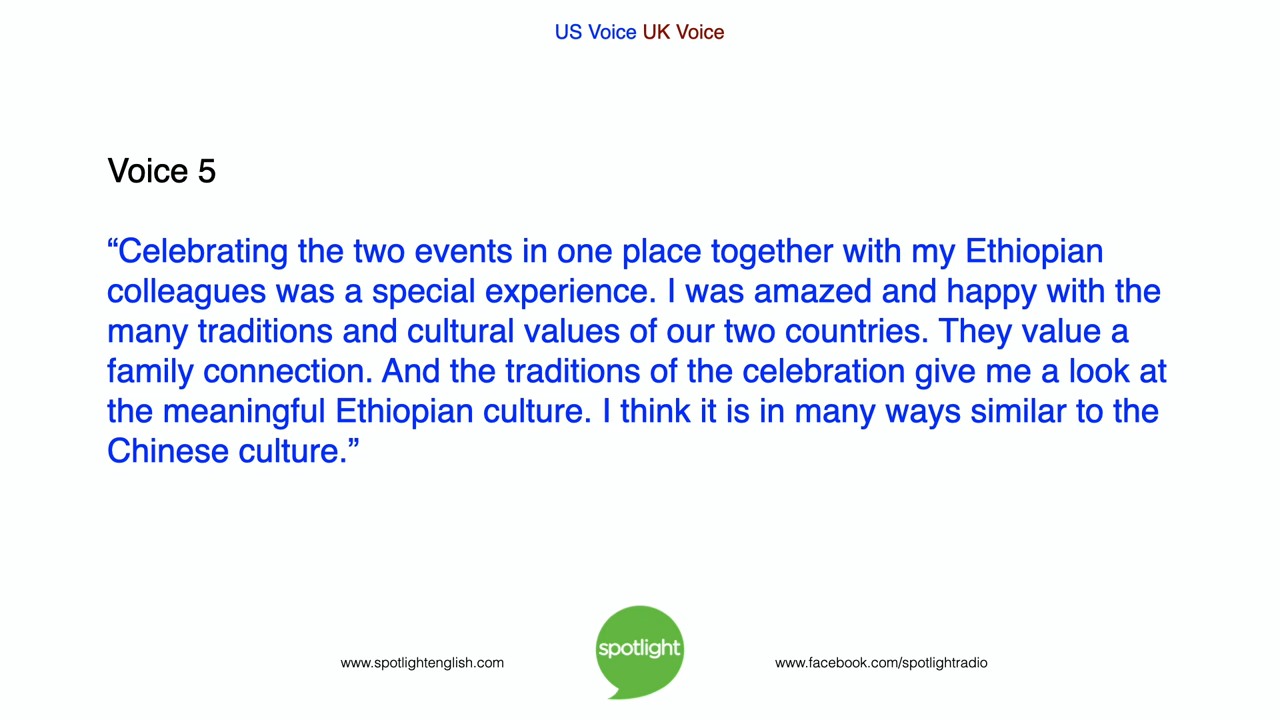 US Voice UK Voice
Voice 5
“Celebrating the two events in one place together with my Ethiopian
colleagues was a special experience. I was amazed and happy with the
many traditions and cultural values of our two countries. They value a
family connection. And the traditions of the celebration give me a look at
the meaningful Ethiopian culture. I think it is in many ways similar to the
Chinese culture.”
www.spotlightenglish.com
spotlight
www.facebook.com/spotlightradio